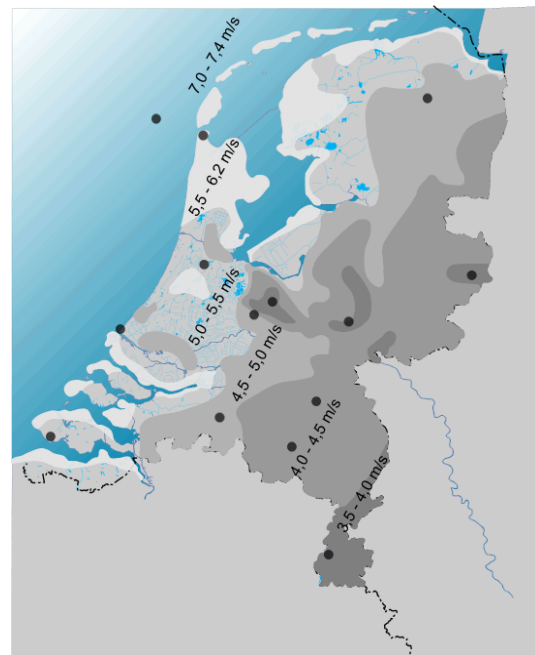 7,0 - 7,4 m/s
5,5 - 6,2 m/s
5,0 - 5,5 m/s
4,5 - 5,0 m/s
4,0 - 4,5 m/s
3,5 - 4,0 m/s